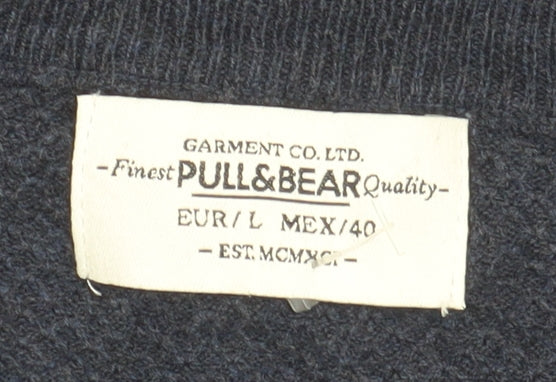 GARMENT CO. LTD.
-Finest PULL&BEAR Quality-
EUR/L MEX/40
- EST. MCMXCI -